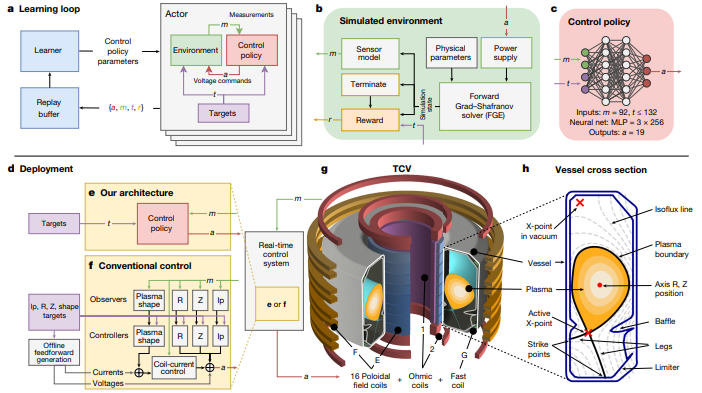 a Learning loop
Learner
Control
policy
parameters
Replay
buffer
{a, m, t, r}
Actor
Measurements
m
Environment
Control
policy
a
Voltage commands
t
Targets
b Simulated environment
a
m
Sensor
model
Physical
parameters
Power
supply
Terminate
Simulation
state
Forward
Grad–Shafranov
solver (FGE)
r
Reward
t
c Control policy
m
t
a
Inputs: m = 92, t ≤ 132
Neural net: MLP = 3 × 256
Outputs: a = 19
d Deployment
e Our architecture
Targets
t
Control
policy
m
a
f Conventional control
m
Observers
Plasma
shape
R
Z
Ip
Ip, R, Z, shape
targets
Controllers
Plasma
shape
R
Z
Ip
Offline
feedforward
generation
Currents
Voltages
Coil-current
control
a
m
Real-time
control
system
e or f
a
g TCV
1
2
F
E
G
16 Poloidal
field coils
+
Ohmic
coils
+
Fast
coil
h Vessel cross section
X-point
in vacuum
Vessel
Plasma
Active
X-point
Strike
points
Isoflux line
Plasma
boundary
Axis R, Z
position
Baffle
Legs
Limiter